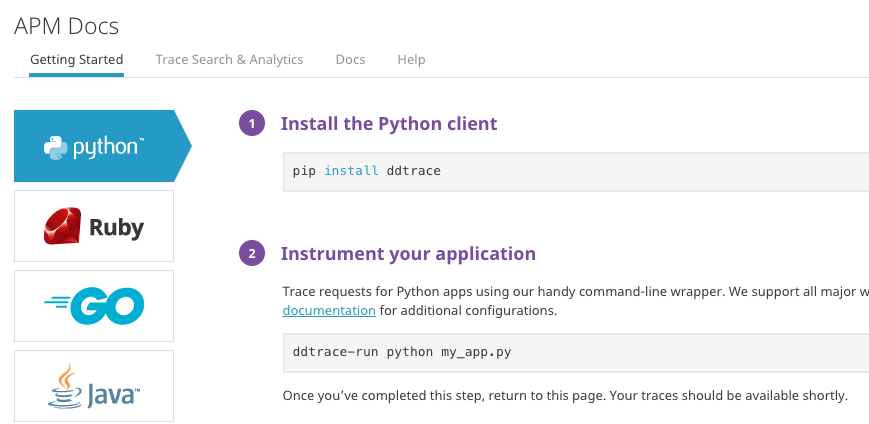 APM Docs
Getting Started Trace Search & Analytics Docs Help
python™
Ruby
GO
Java™
1 Install the Python client
pip install ddtrace
2 Instrument your application
Trace requests for Python apps using our handy command-line wrapper. We support all major w
documentation for additional configurations.
ddtrace-run python my_app.py
Once you’ve completed this step, return to this page. Your traces should be available shortly.